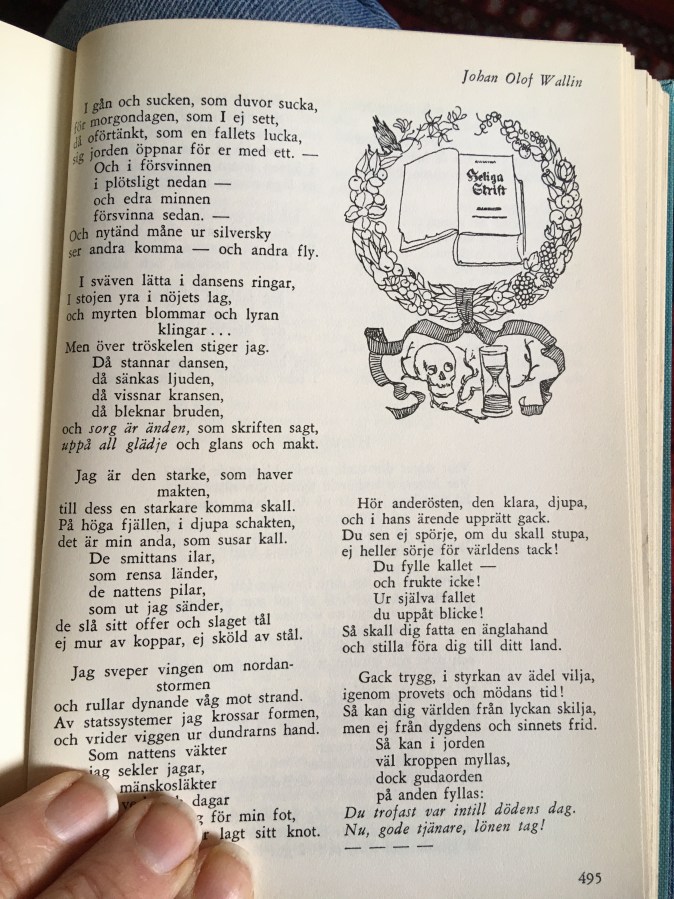 Johan Olof Wallin
I gån och sucken, som duvor sucka,
för morgondagen, som I ej sett,
då oförtänkt, som en fallets lucka,
sig jorden öppnar för er med ett. —
Och i försvinnen
i plötsligt nedan —
och edra minnen
försvinna sedan. —
Och nytänd måne ur silversky
ser andra komma — och andra fly.
I sväven lätta i dansens ringar,
I stojen yra i nöjets lag,
och myrten blommar och lyran
klingar...
Men över tröskelen stiger jag.
Då stannar dansen,
då sänkas ljuden,
då vissnar kransen,
då bleknar bruden,
och sorg är änden, som skriften sagt,
uppå all glädje och glans och makt.
Jag är den starke, som haver
makten,
till dess en starkare komma skall.
På höga fjällen, i djupa schakten,
det är min anda, som susar kall.
De smittans ilar,
som rensa länder,
de nattens pilar,
som ut jag sänder,
de slå sitt offer och slaget tål
ej mur av koppar, ej sköld av stål.
Jag sveper vingen om nordan-
stormen
och rullar dynande våg mot strand.
Av statssystemer jag krossar formen,
och vrider viggen ur dundrarns hand.
Som nattens väkter
jag sekler jagar,
mänskosläkter
dagar
för min fot,
lagt sitt knot.
Heliga
Skrift
Hör anderösten, den klara, djupa,
och i hans ärende upprätt gack.
Du sen ej spörje, om du skall stupa,
ej heller sörje för världens tack!
Du fylle kallet —
och frukte icke!
Ur själva fallet
du uppåt blicke!
Så skall dig fatta en änglahand
och stilla föra dig till ditt land.
Gack trygg, i styrkan av ädel vilja,
igenom provets och mödans tid!
Så kan dig världen från lyckan skilja,
men ej från dygdens och sinnets frid.
Så kan i jorden
väl kroppen myllas,
dock gudaorden
på anden fyllas:
Du trofast var intill dödens dag.
Nu, gode tjänare, lönen tag!
— — — —
495